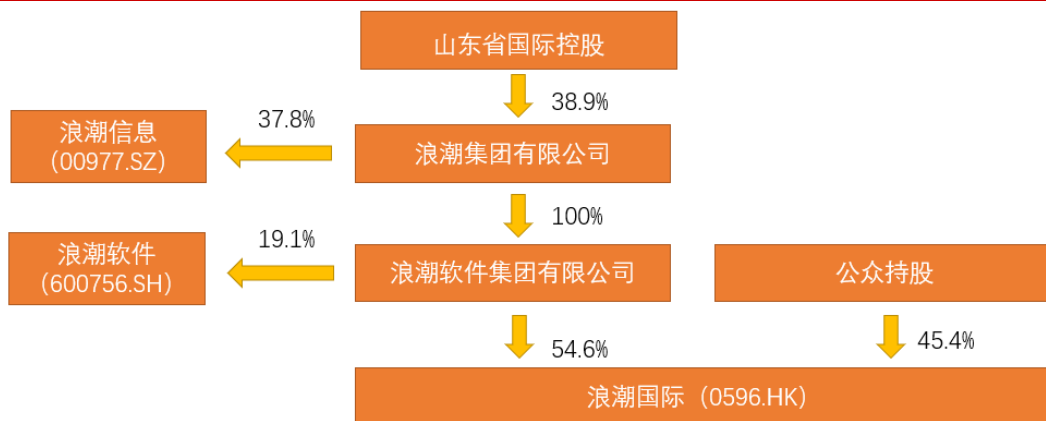 山东省国际控股
38.9%
37.8%
浪潮信息
（00977.SZ）
浪潮集团有限公司
100%
19.1%
浪潮软件
（600756.SH）
浪潮软件集团有限公司
公众持股
54.6%
45.4%
浪潮国际（0596.HK）